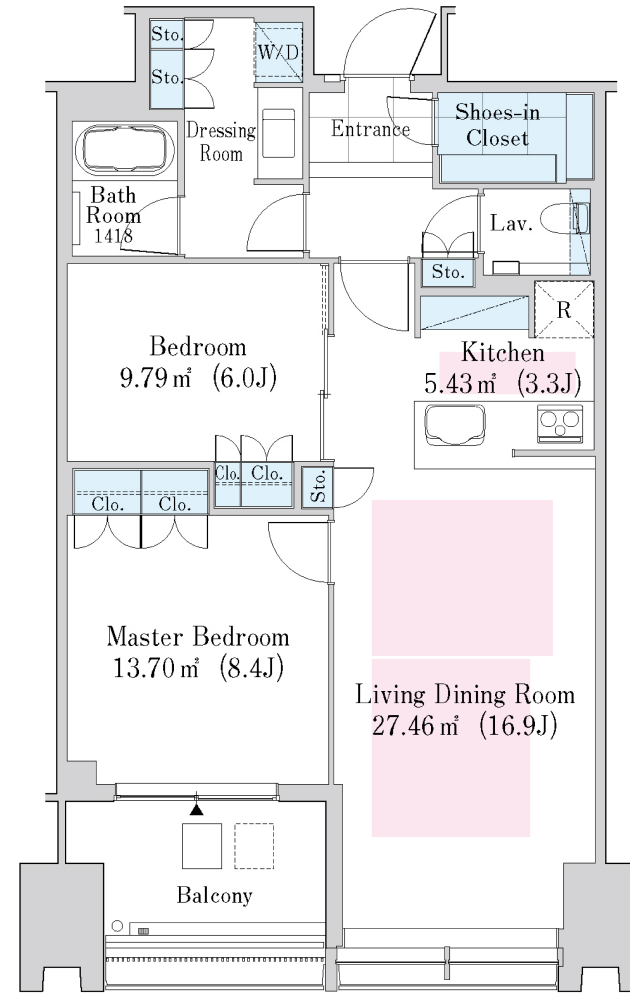 Sto.
W/D
Sto.
Shoes-in
Closet
Dressing
Room
Entrance
Bath
Room
1418
Lav.
Sto.
R
Bedroom
9.79㎡ (6.0J)
Kitchen
5.43㎡ (3.3J)
Clo.
Clo.
Sto.
Clo.
Clo.
Master Bedroom
13.70㎡ (8.4J)
Living Dining Room
27.46㎡ (16.9J)
Balcony